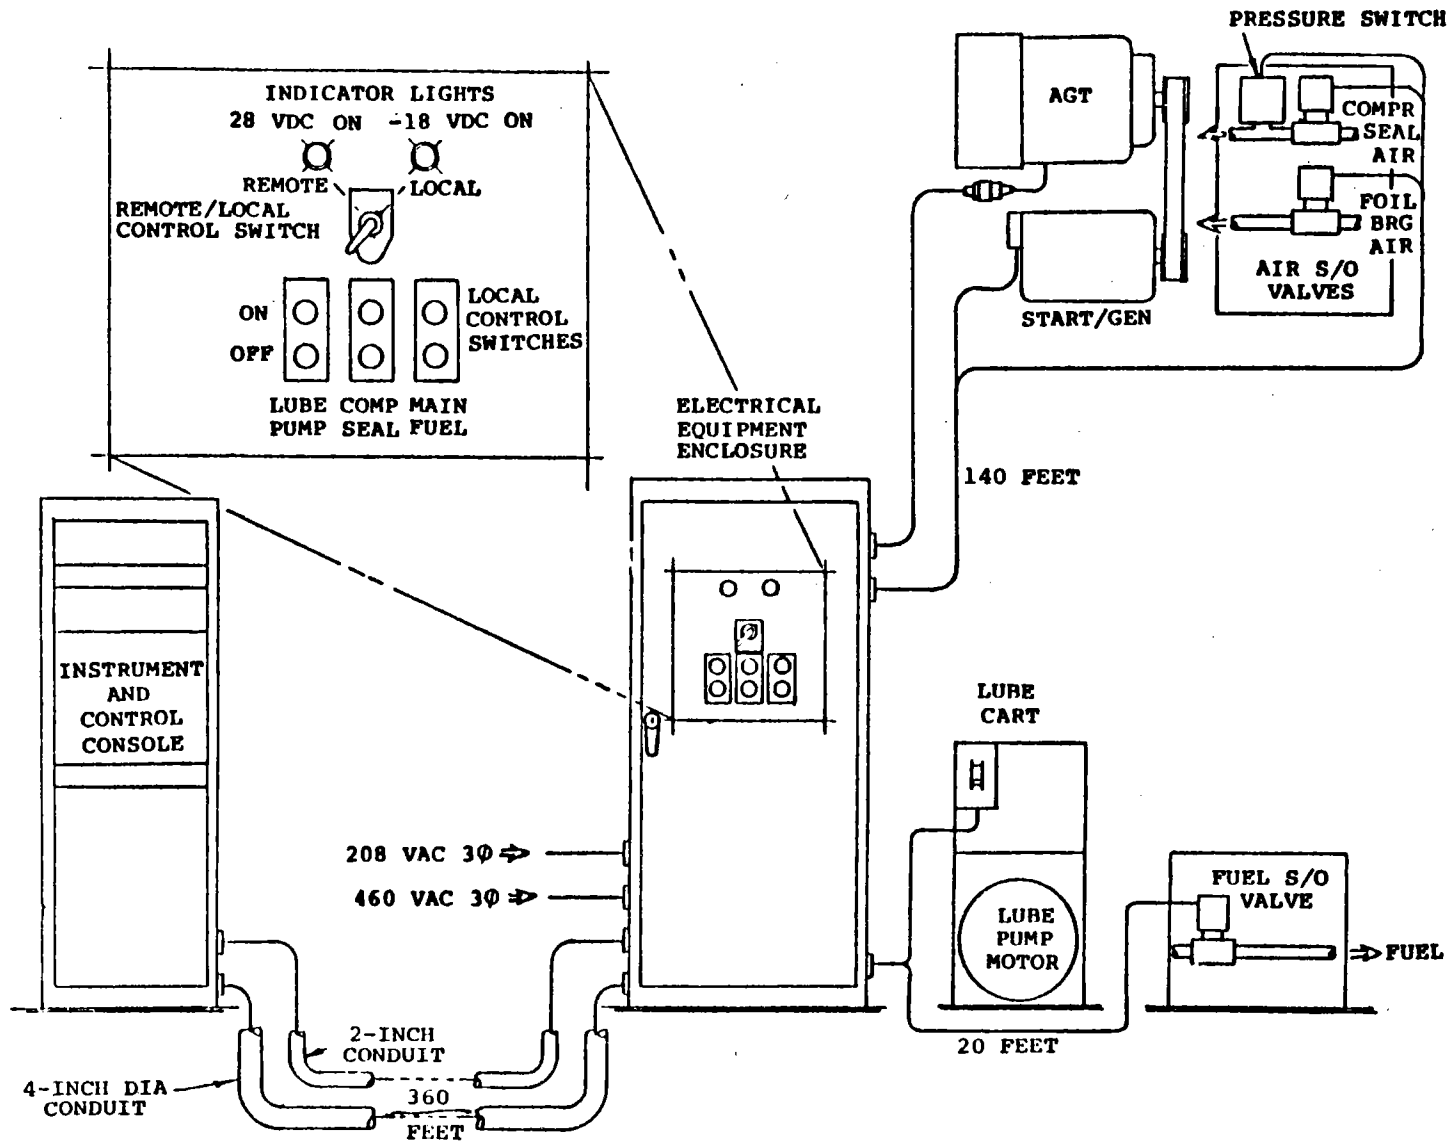 PRESSURE SWITCH
INDICATOR LIGHTS
28 VDC ON
-18 VDC ON
REMOTE
LOCAL
REMOTE/LOCAL
CONTROL SWITCH
ON
OFF
LOCAL
CONTROL
SWITCHES
LUBE
PUMP
COMP
SEAL
MAIN
FUEL
AGT
COMPR
SEAL
AIR
FOIL
BRG
AIR
AIR S/O
VALVES
START/GEN
ELECTRICAL
EQUIPMENT
ENCLOSURE
140 FEET
INSTRUMENT
AND
CONTROL
CONSOLE
208 VAC 3Ø
460 VAC 3Ø
LUBE
CART
LUBE
PUMP
MOTOR
FUEL S/O
VALVE
FUEL
20 FEET
2-INCH
CONDUIT
4-INCH DIA
CONDUIT
360
FEET